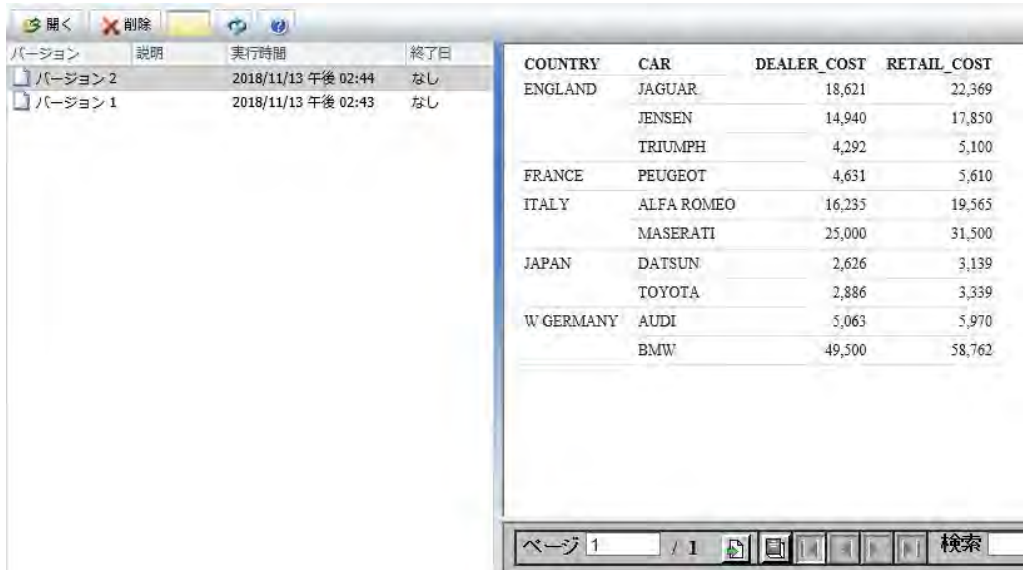 開く 削除
バージョン 説明 実行時間 終了日
バージョン 2 2018/11/13 午後 02:44 なし
バージョン 1 2018/11/13 午後 02:43 なし
COUNTRY CAR DEALER_COST RETAIL_COST
ENGLAND JAGUAR 18,621 22,369
JENSEN 14,940 17,850
TRIUMPH 4,292 5,100
FRANCE PEUGEOT 4,631 5,610
ITALY ALFA ROMEO 16,235 19,565
MASERATI 25,000 31,500
JAPAN DATSUN 2,626 3,139
TOYOTA 2,886 3,339
W GERMANY AUDI 5,063 5,970
BMW 49,500 58,762
ページ 1 / 1 検索